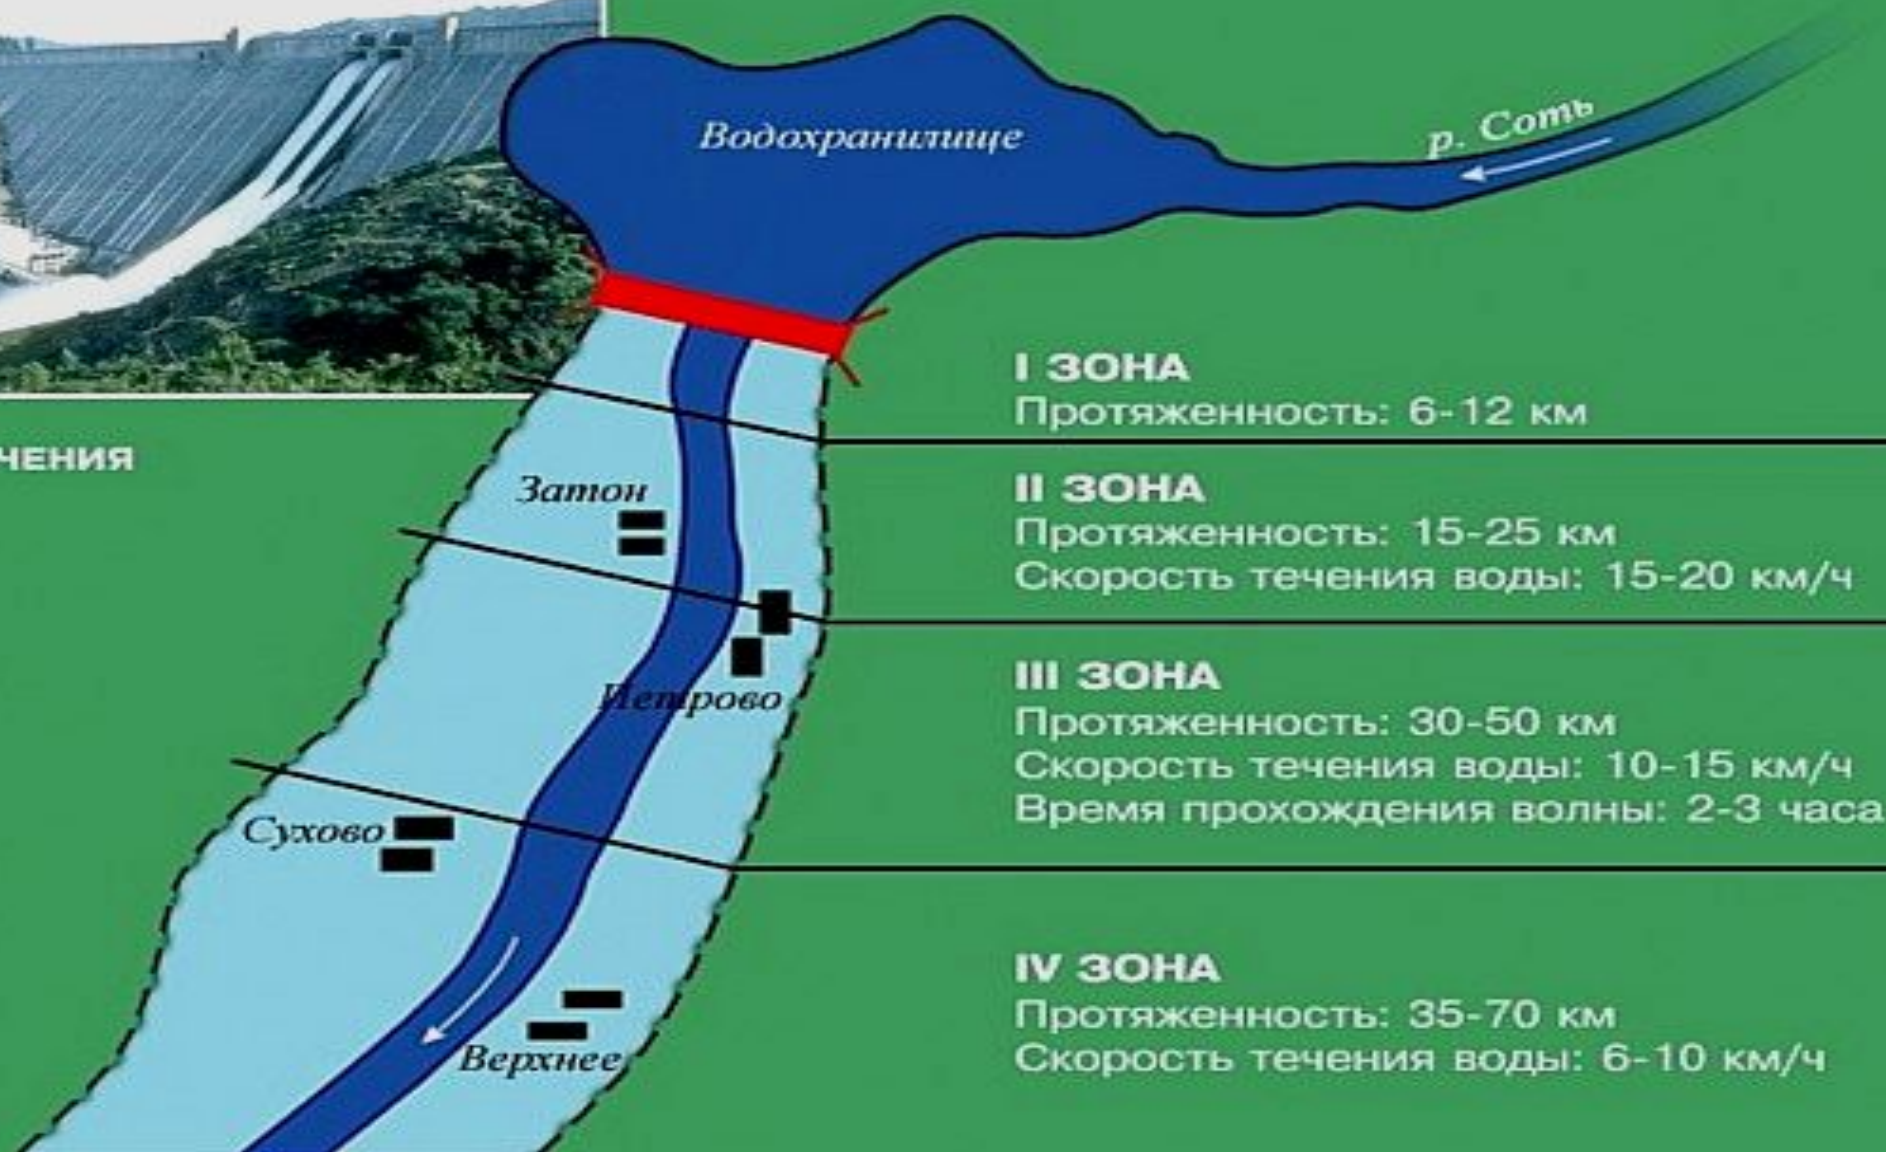 Водохранилище
р. Соть
I ЗОНА
Протяженность: 6-12 км
ЧЕНИЯ
II ЗОНА
Протяженность: 15-25 км
Скорость течения воды: 15-20 км/ч
Затон
III ЗОНА
Протяженность: 30-50 км
Скорость течения воды: 10-15 км/ч
Время прохождения волны: 2-3 часа
Петрово
Сухово
IV ЗОНА
Протяженность: 35-70 км
Скорость течения воды: 6-10 км/ч
Верхнее